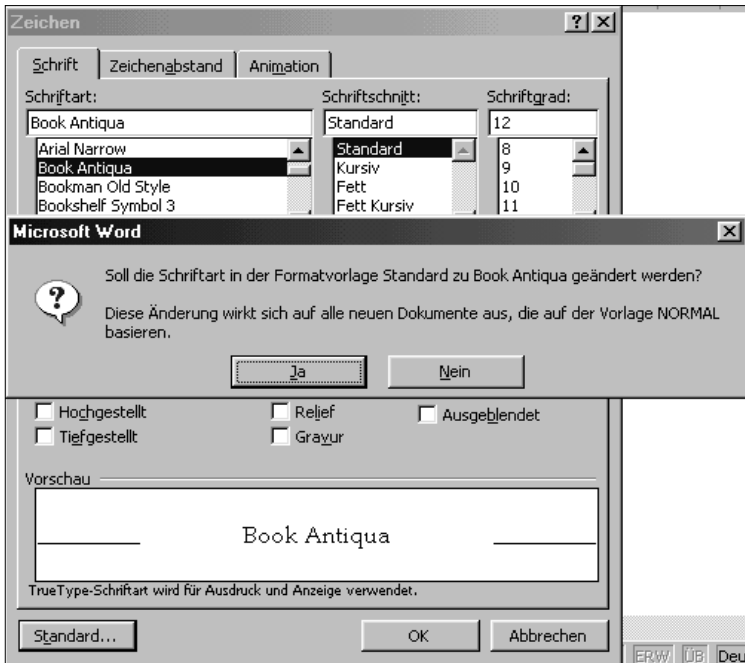 Zeichen
Schrift Zeichenabstand Animation
Schriftart: Schriftschnitt: Schriftgrad:
Book Antiqua Standard 12
Arial Narrow Standard 8
Book Antiqua Kursiv 9
Bookman Old Style Fett 10
Bookshelf Symbol 3 Fett Kursiv 11
Microsoft Word
Soll die Schriftart in der Formatvorlage Standard zu Book Antiqua geändert werden?
Diese Änderung wirkt sich auf alle neuen Dokumente aus, die auf der Vorlage NORMAL
basieren.
Ja Nein
Hochgestellt Relief Ausgeblendet
Tiefgestellt Gravur
Vorschau
Book Antiqua
TrueType-Schriftart wird für Ausdruck und Anzeige verwendet.
Standard... OK Abbrechen
ERW ÜB Deu